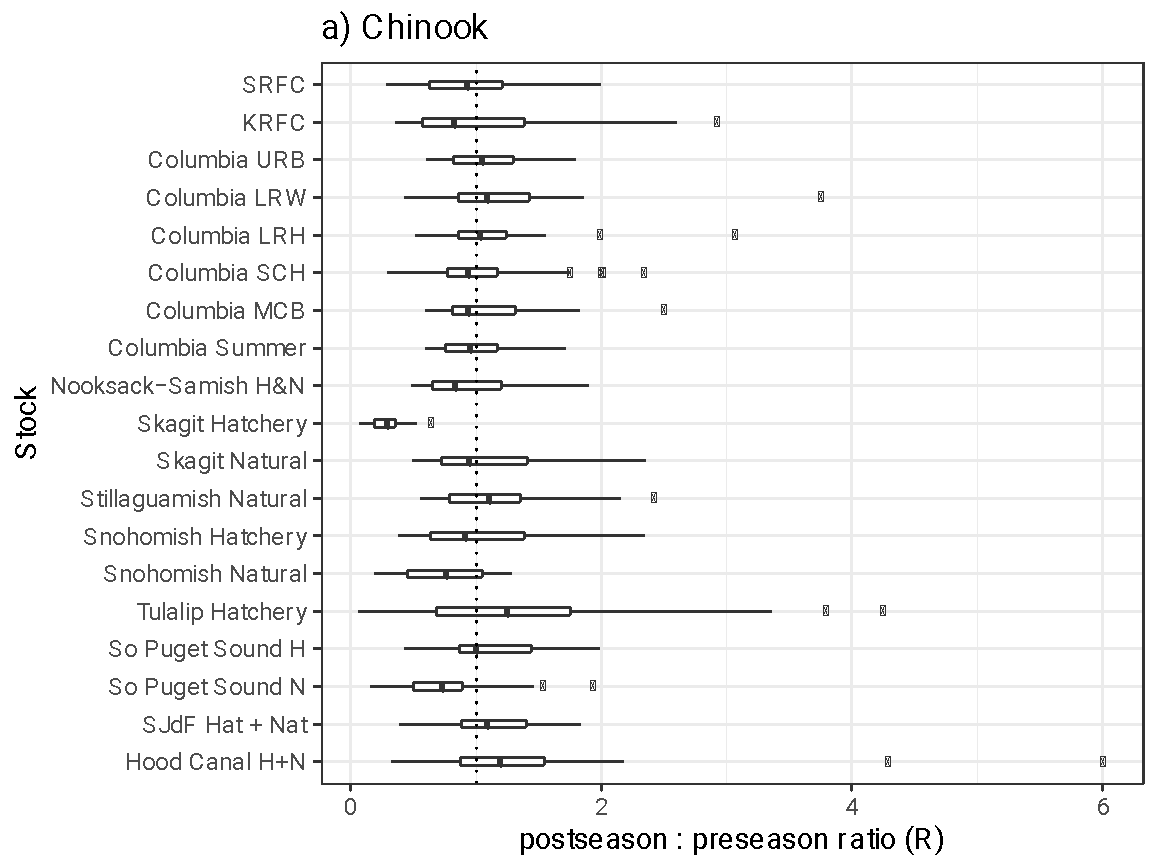 a) Chinook
SRFC
KRFC
Columbia URB
Columbia LRW
Columbia LRH
Columbia SCH
Columbia MCB
Columbia Summer
Nooksack−Samish H&N
Skagit Hatchery
Skagit Natural
Stillaguamish Natural
Snohomish Hatchery
Snohomish Natural
Tulalip Hatchery
So Puget Sound H
So Puget Sound N
SJdF Hat + Nat
Hood Canal H+N
Stock
0 2 4 6
postseason : preseason ratio (R)